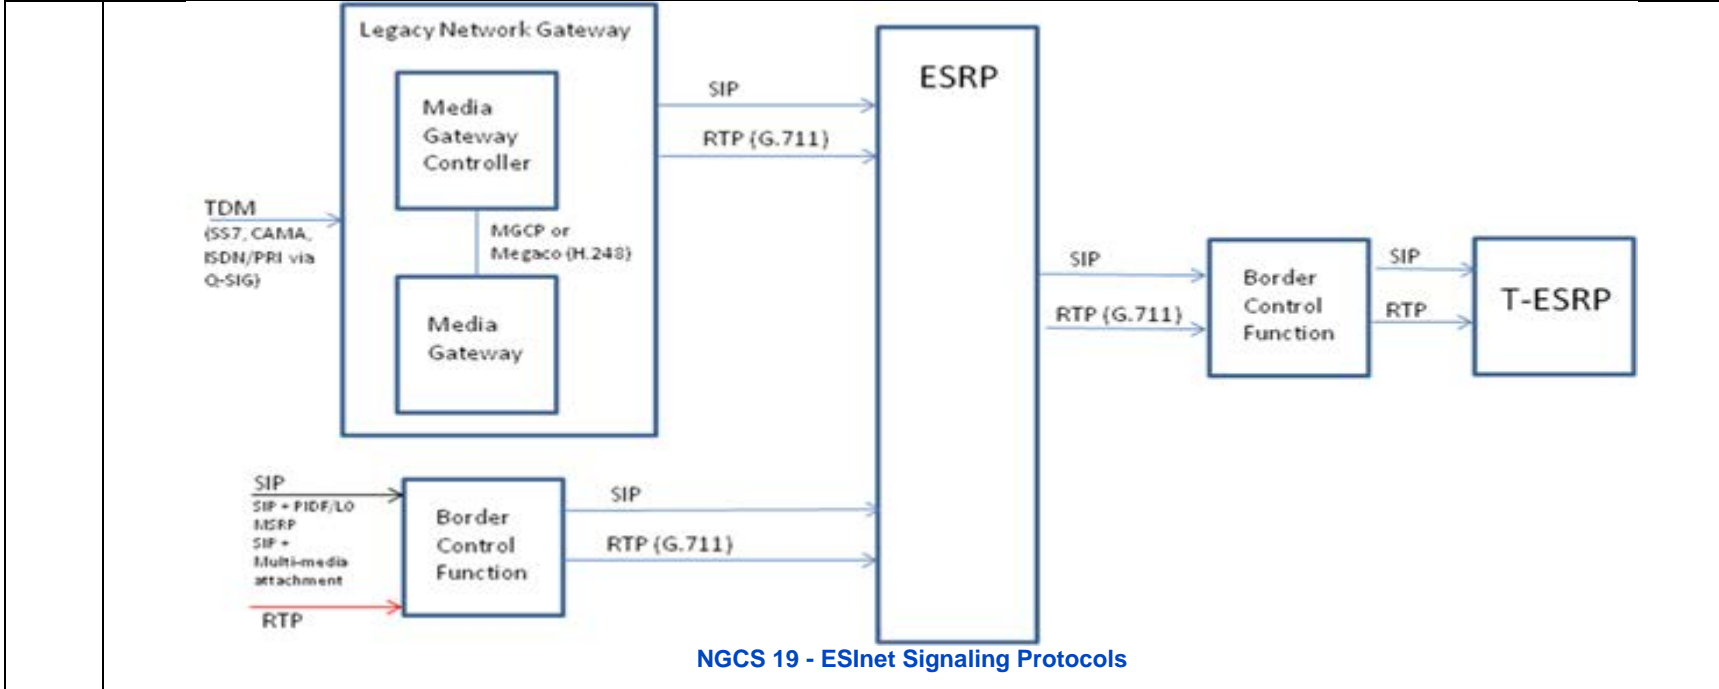 Legacy Network Gateway
Media
Gateway
Controller
MGCP or
Megaco (H.248)
Media
Gateway
TDM
(SS7, CAMA,
ISDN/PRI via
Q-SIG)
SIP
RTP (G.711)
ESRP
SIP
SIP + PIDF/LO
MSRP
SIP +
Multi-media
attachment
RTP
Border
Control
Function
SIP
RTP (G.711)
SIP
RTP (G.711)
Border
Control
Function
SIP
RTP
T-ESRP
NGCS 19 - ESInet Signaling Protocols